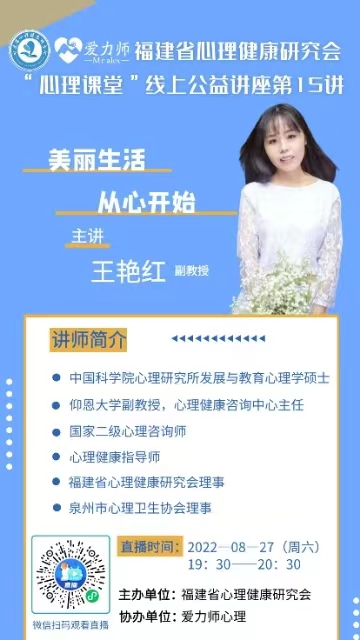 爱力师
Mr ales
福建省心理健康研究会
“心理课堂”线上公益讲座第15讲
美丽生活
从心开始
主讲
王艳红 副教授
讲师简介
中国科学院心理研究所发展与教育心理学硕士
仰恩大学副教授，心理健康咨询中心主任
国家二级心理咨询师
心理健康指导师
福建省心理健康研究会理事
泉州市心理卫生协会理事
直播
微信扫码观看直播
直播时间：2022—08—27（周六）
19：30——20：30
主办单位：福建省心理健康研究会
协办单位：爱力师心理